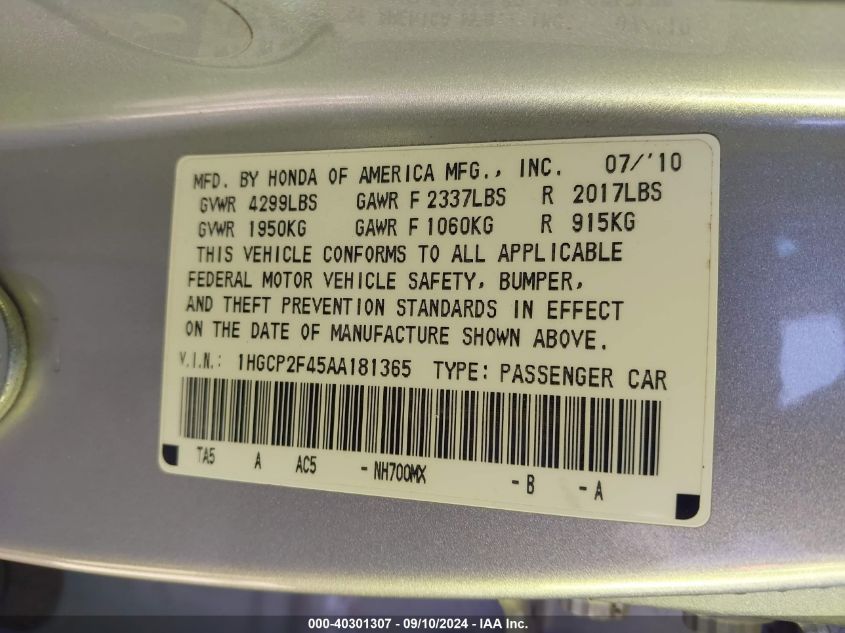 MFD. BY HONDA OF AMERICA MFG., INC. 07/'10
GVWR 4299LBS GAWR F 2337LBS R 2017LBS
GVWR 1950KG GAWR F 1060KG R 915KG
THIS VEHICLE CONFORMS TO ALL APPLICABLE
FEDERAL MOTOR VEHICLE SAFETY, BUMPER,
AND THEFT PREVENTION STANDARDS IN EFFECT
ON THE DATE OF MANUFACTURE SHOWN ABOVE.
V.I.N.: 1HGCP2F45AA181365 TYPE: PASSENGER CAR
TA5 A AC5 - NH700MX - B - A
000-40301307 - 09/10/2024 - IAA Inc.